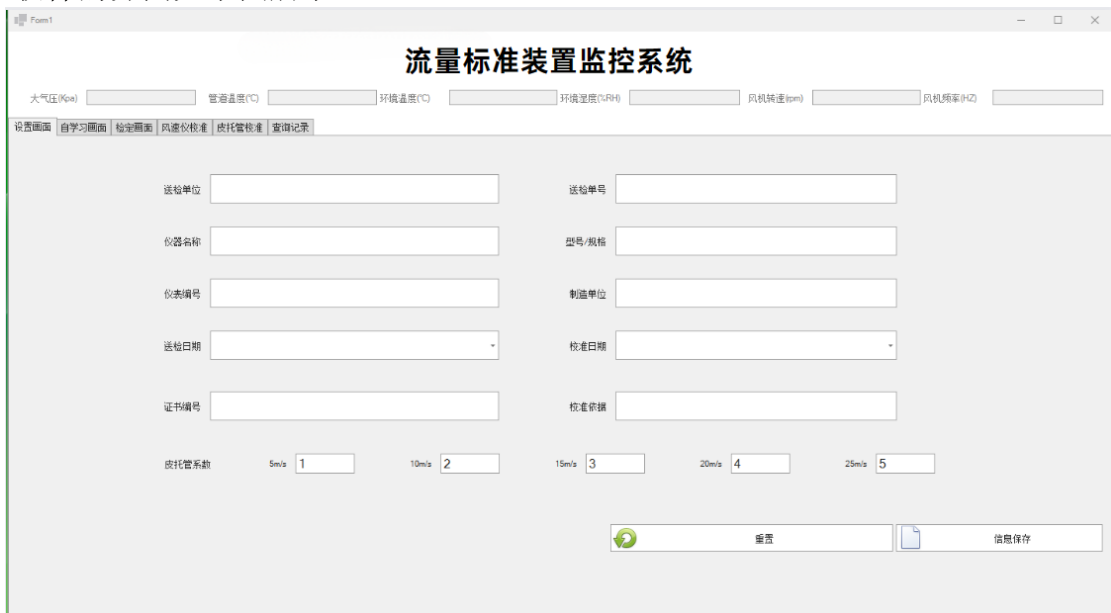 Form1
流量标准装置监控系统
大气压(Kpa) 管道温度(℃) 环境温度(℃) 环境湿度(%RH) 风机转速(rpm) 风机频率(HZ)
设置画面 自学习画面 检定画面 风速仪校准 皮托管校准 查询记录
送检单位 送检单号
仪器名称 型号/规格
仪表编号 制造单位
送检日期 校准日期
证书编号 校准依据
皮托管系数 5m/s 1 10m/s 2 15m/s 3 20m/s 4 25m/s 5
重置 信息保存